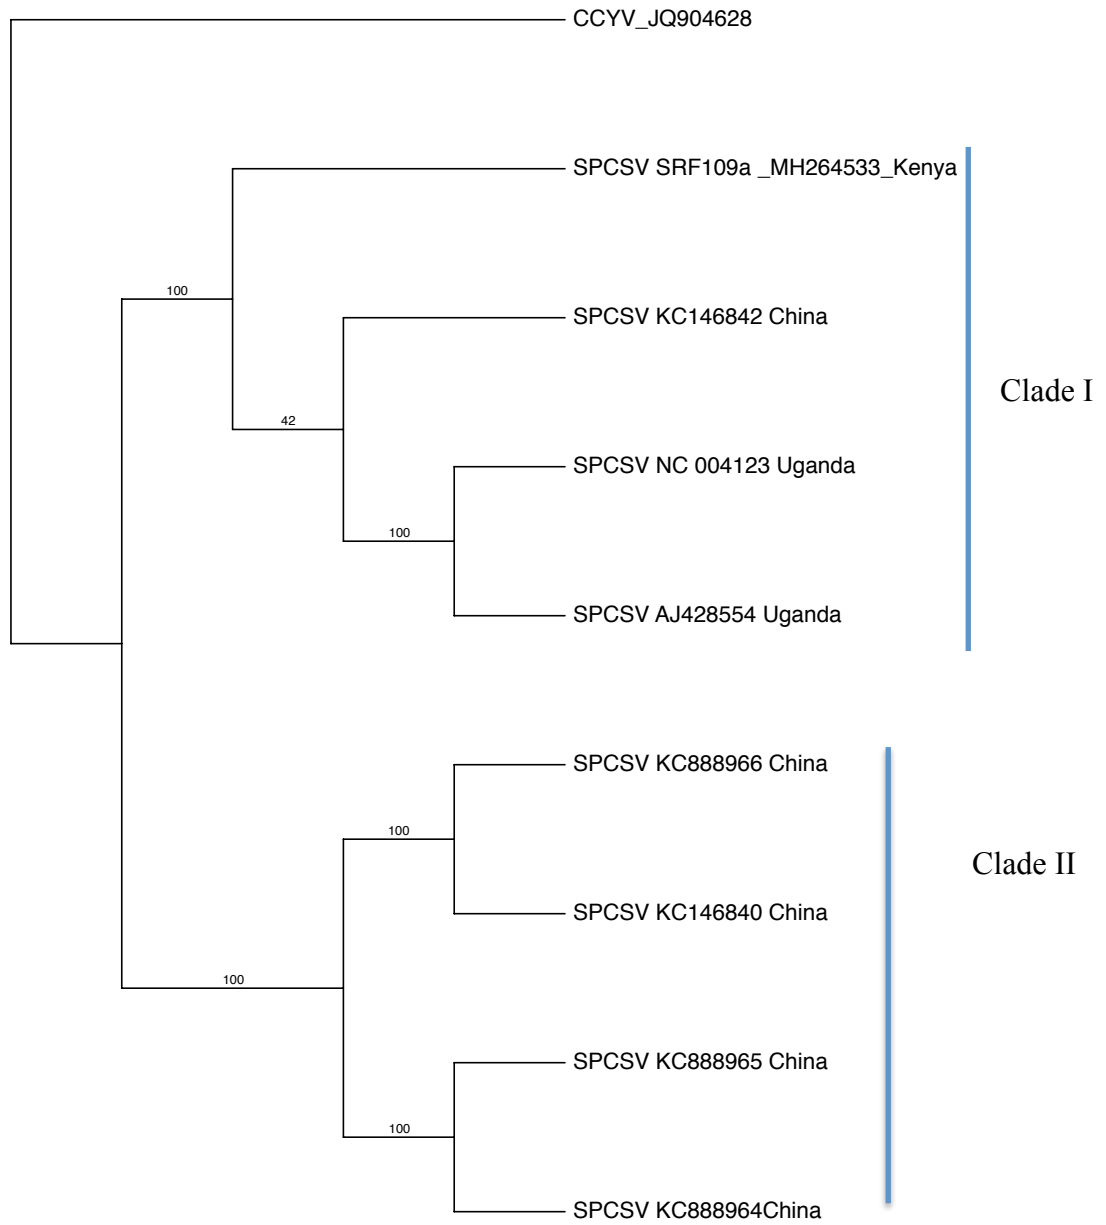 CCYV_JQ904628
SPCSV SRF109a _MH264533_Kenya
100
SPCSV KC146842 China
Clade I
42
SPCSV NC 004123 Uganda
100
SPCSV AJ428554 Uganda
SPCSV KC888966 China
100
Clade II
SPCSV KC146840 China
100
SPCSV KC888965 China
100
SPCSV KC888964China